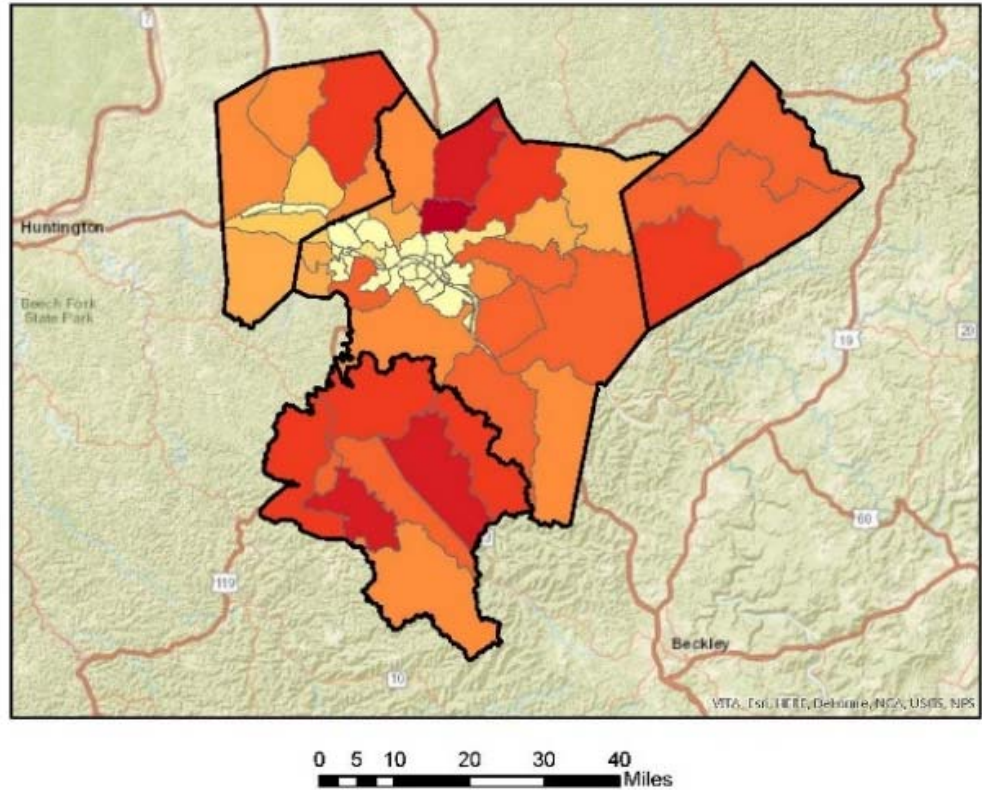 7
Huntington
Beech Fork
State Park
19
20
60
119
Beckley
10
VITA, Esri, HERE, DeLorme, NGA, USGS, NPS
0 5 10 20 30 40
Miles